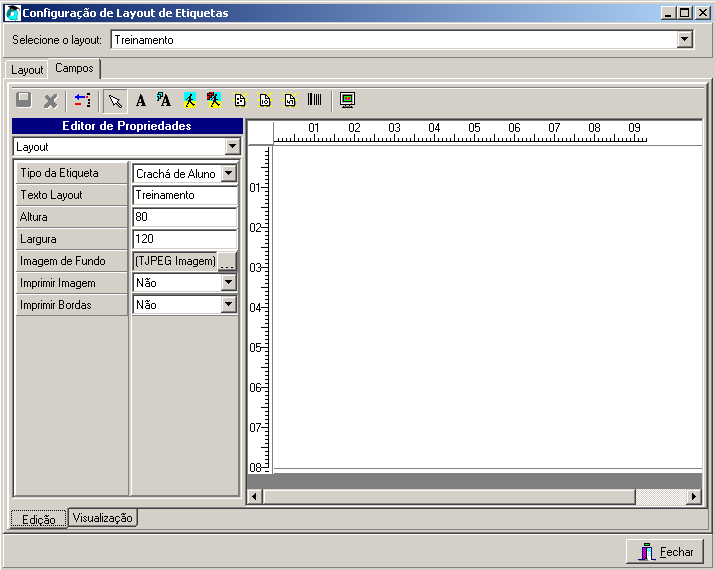 Configuração de Layout de Etiquetas
Selecione o layout: Treinamento
Layout Campos
A A
Editor de Propriedades
Layout
Tipo da Etiqueta Crachá de Aluno
Texto Layout Treinamento
Altura 80
Largura 120
Imagem de Fundo (TJPEG Imagem) ...
Imprimir Imagem Não
Imprimir Bordas Não
01 02 03 04 05 06 07 08 09
01
02
03
04
05
06
07
08
Edição Visualização
Fechar